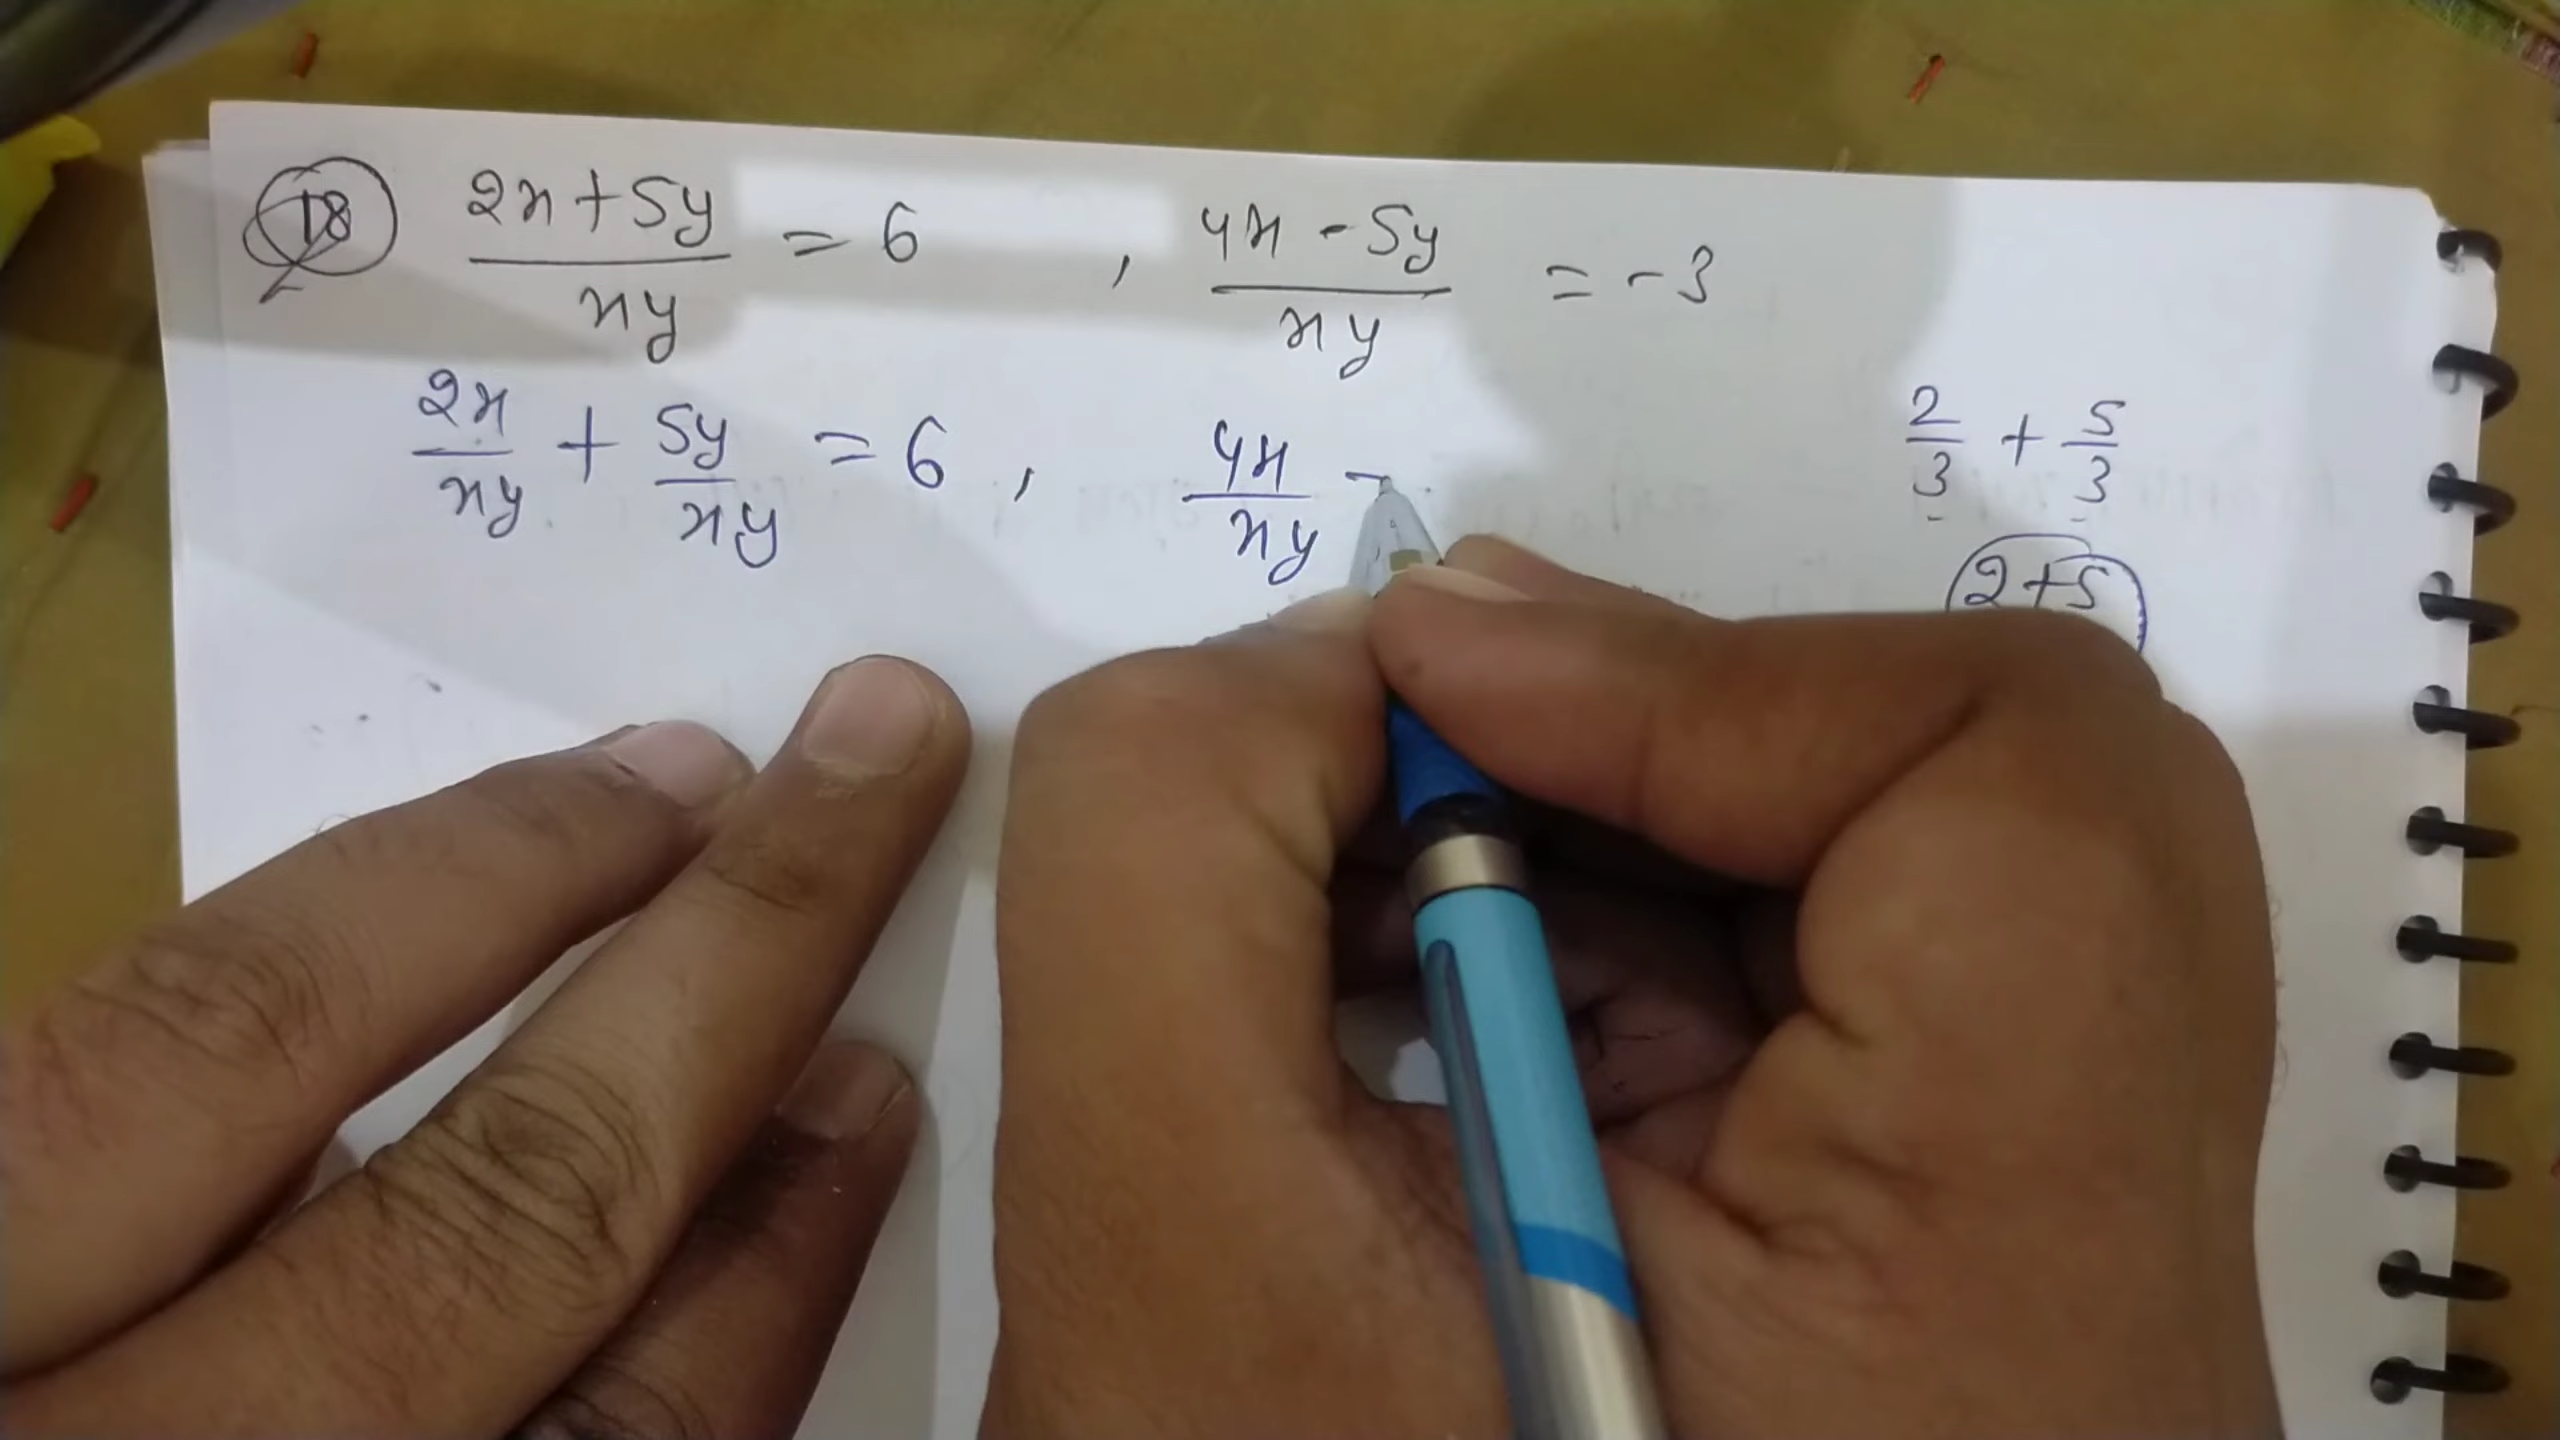 18 (2x+5y)/(xy) = 6 , (4x-5y)/(xy) = -3
2x/(xy) + 5y/(xy) = 6 , 4x/(xy) -
2/3 + 5/3
2+5